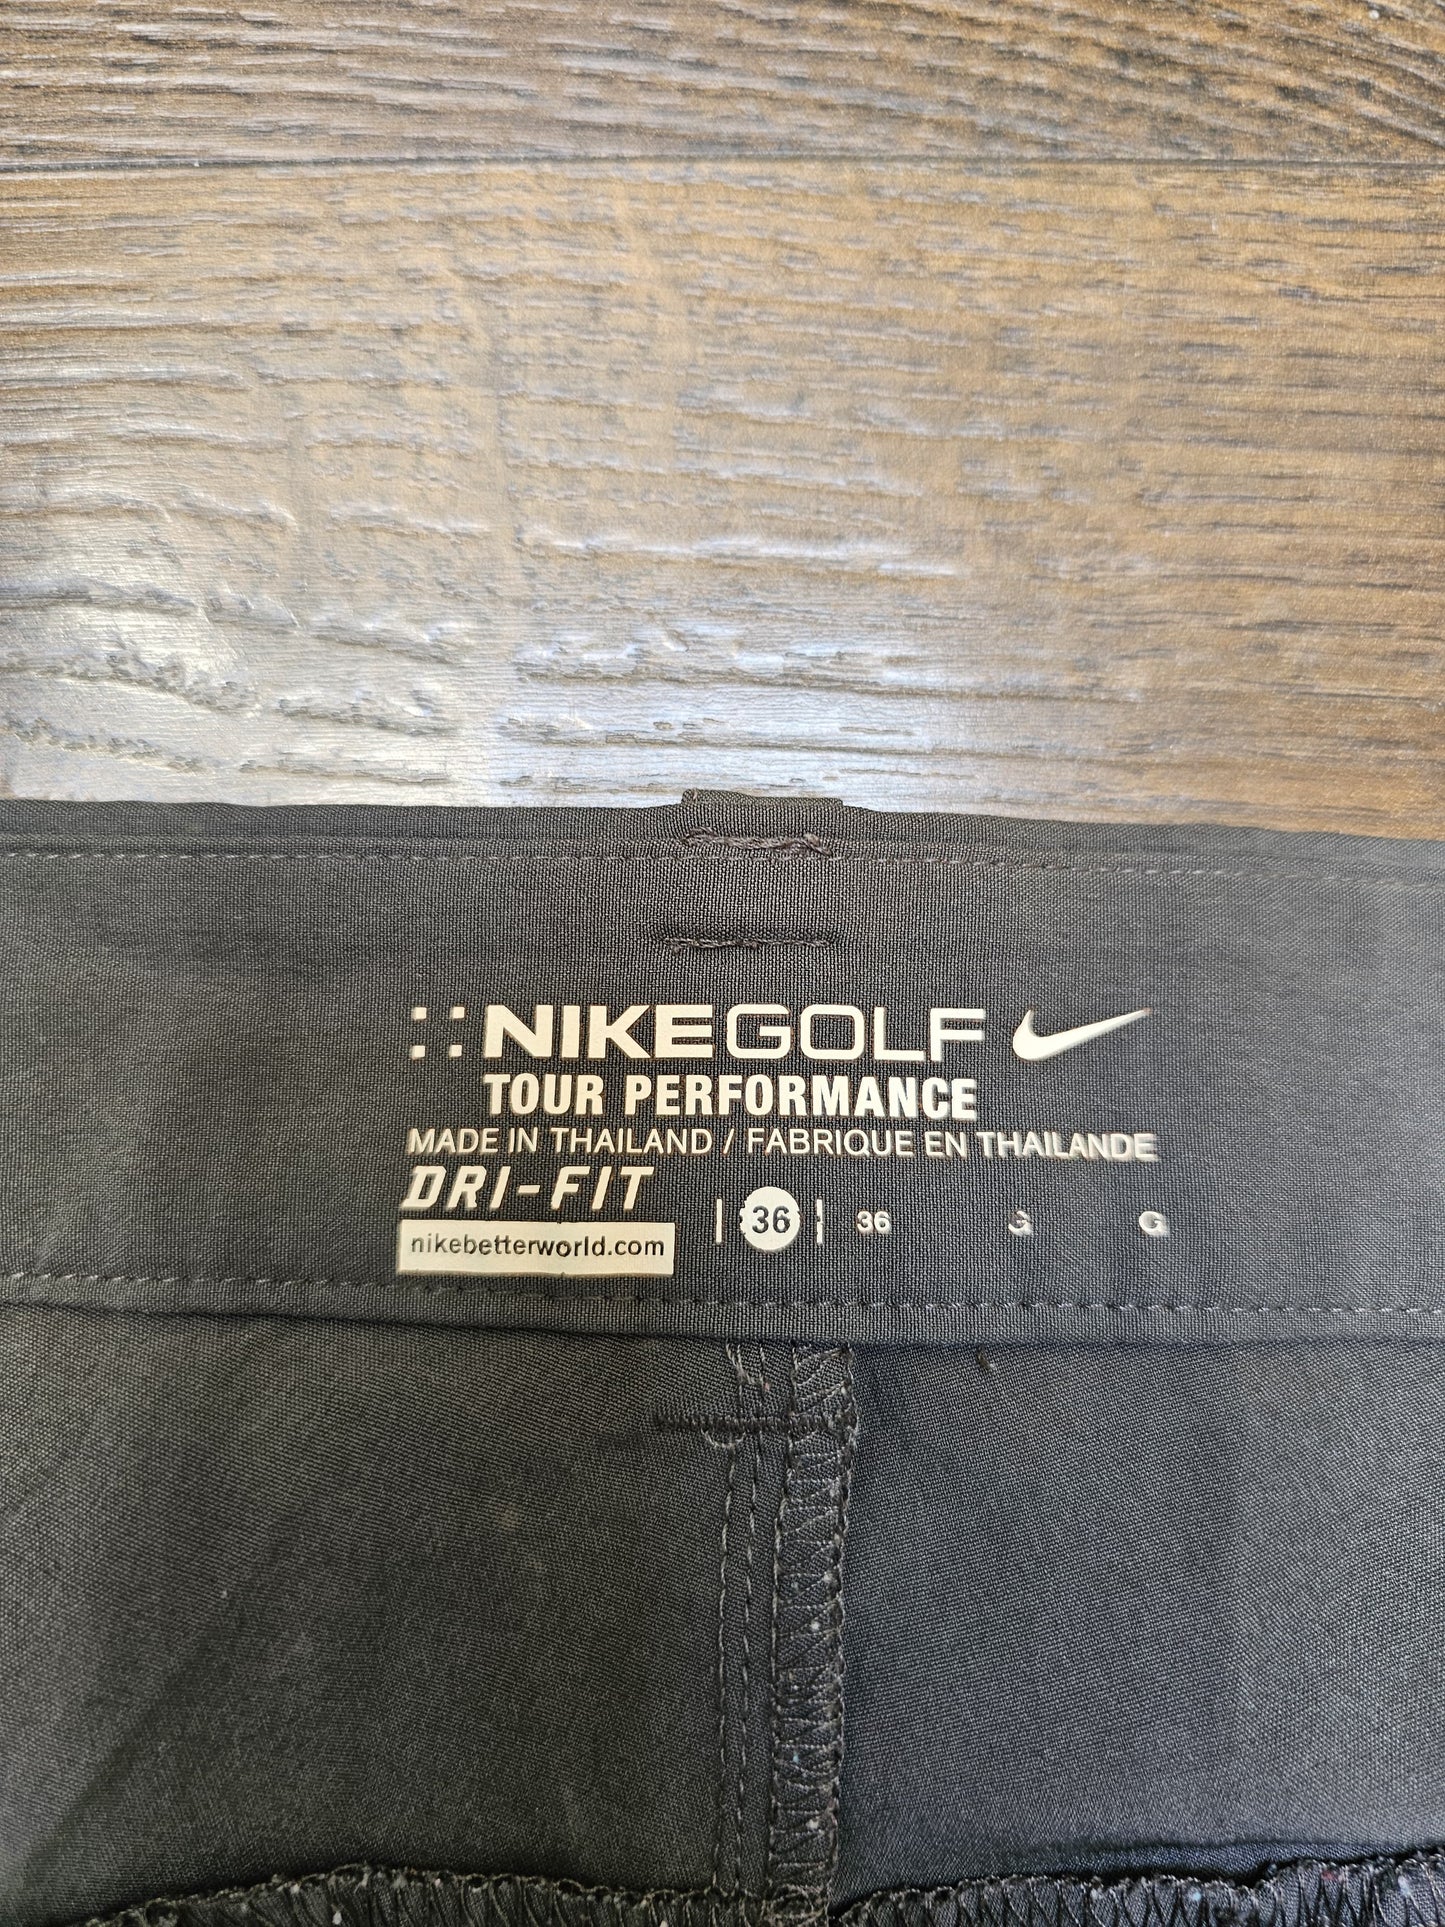 NIKEGOLF
TOUR PERFORMANCE
MADE IN THAILAND / FABRIQUE EN THAILANDE
DRI-FIT
36 36 G G
nikebetterworld.com